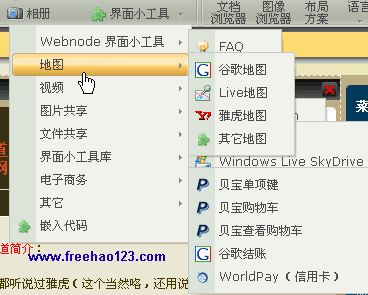 相册
界面小工具
文档
浏览器
图像
浏览器
布局
方案
语言
Webnode 界面小工具
地图
视频
图片共享
文件共享
界面小工具库
电子商务
其它
嵌入代码
FAQ
谷歌地图
Live地图
雅虎地图
其它地图
Windows Live SkyDrive
贝宝单项键
贝宝购物车
贝宝查看购物车
谷歌结账
WorldPay（信用卡）
道
网
菜
道简介：
www.freehao123.com
都听说过雅虎（这个当然咯，还用说